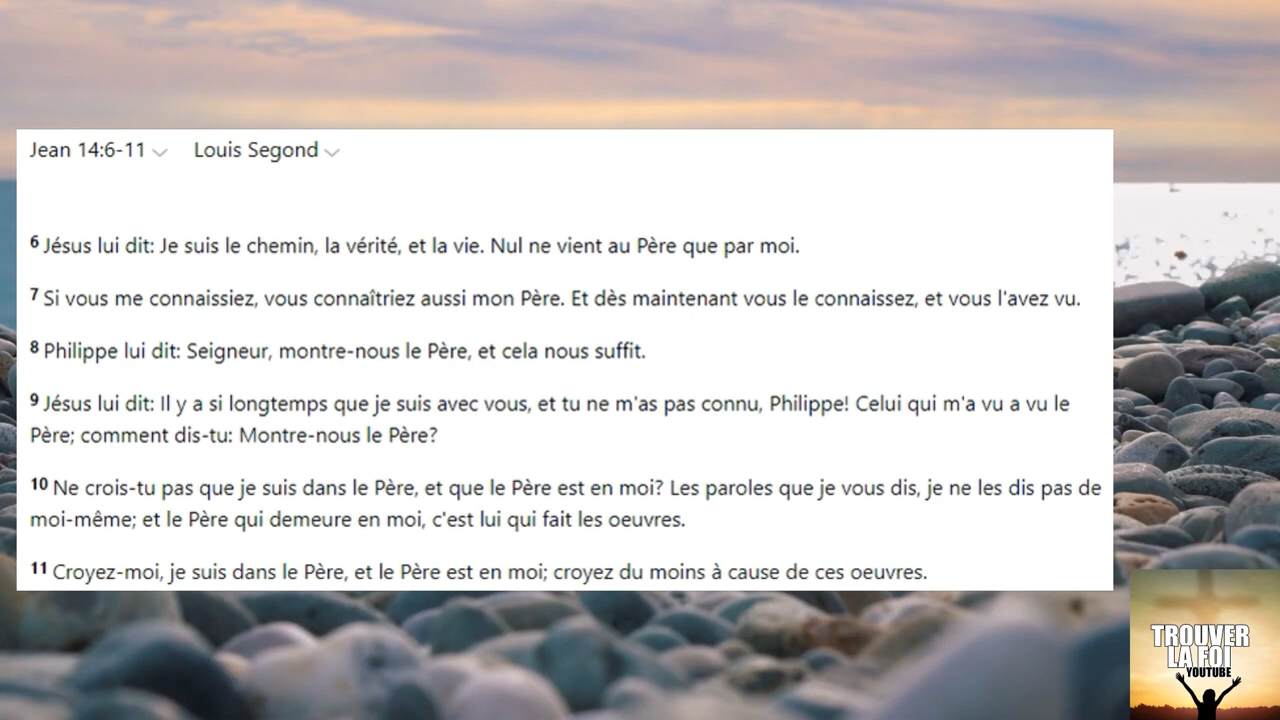 Jean 14:6-11 Louis Segond
6 Jésus lui dit: Je suis le chemin, la vérité, et la vie. Nul ne vient au Père que par moi.
7 Si vous me connaissiez, vous connaîtriez aussi mon Père. Et dès maintenant vous le connaissez, et vous l'avez vu.
8 Philippe lui dit: Seigneur, montre-nous le Père, et cela nous suffit.
9 Jésus lui dit: Il y a si longtemps que je suis avec vous, et tu ne m'as pas connu, Philippe! Celui qui m'a vu a vu le
Père; comment dis-tu: Montre-nous le Père?
10 Ne crois-tu pas que je suis dans le Père, et que le Père est en moi? Les paroles que je vous dis, je ne les dis pas de
moi-même; et le Père qui demeure en moi, c'est lui qui fait les oeuvres.
11 Croyez-moi, je suis dans le Père, et le Père est en moi; croyez du moins à cause de ces oeuvres.
TROUVER
LA FOI
YOUTUBE